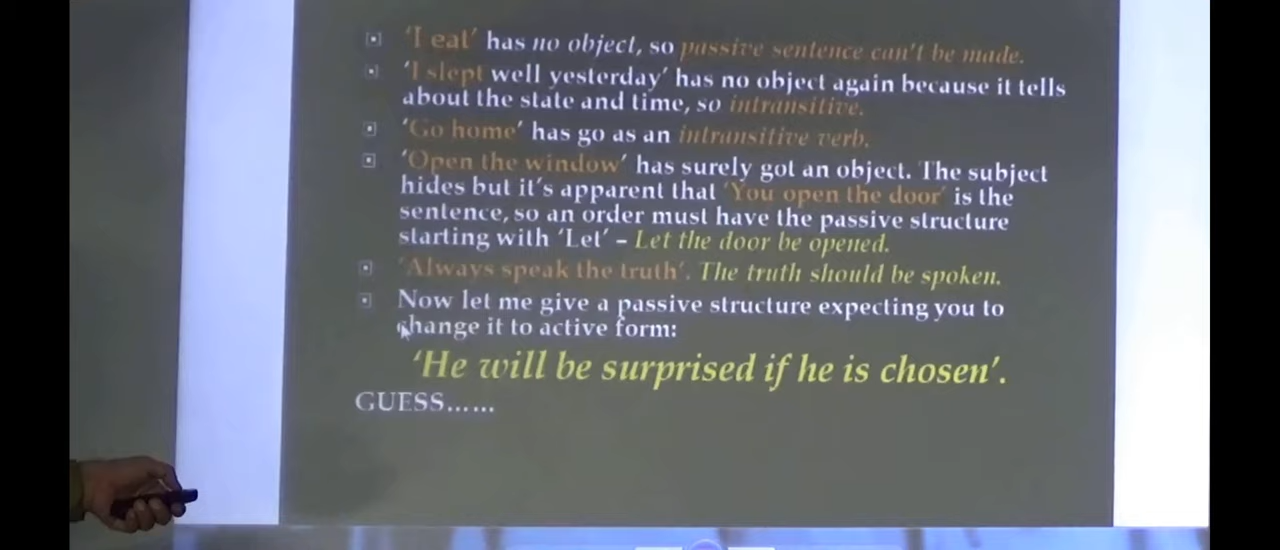 'I eat' has no object, so passive sentence can't be made.
'I slept well yesterday' has no object again because it tells
about the state and time, so intransitive.
'Go home' has go as an intransitive verb.
'Open the window' has surely got an object. The subject
hides but it's apparent that 'You open the door' is the
sentence, so an order must have the passive structure
starting with 'Let' – Let the door be opened.
'Always speak the truth'. The truth should be spoken.
Now let me give a passive structure expecting you to
change it to active form:
'He will be surprised if he is chosen'.
GUESS......